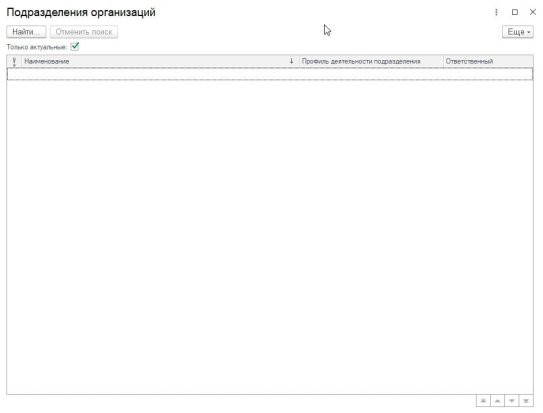 Подразделения организаций
Найти... Отменить поиск Еще
Только актуальные:
Наименование Профиль деятельности подразделения Ответственный